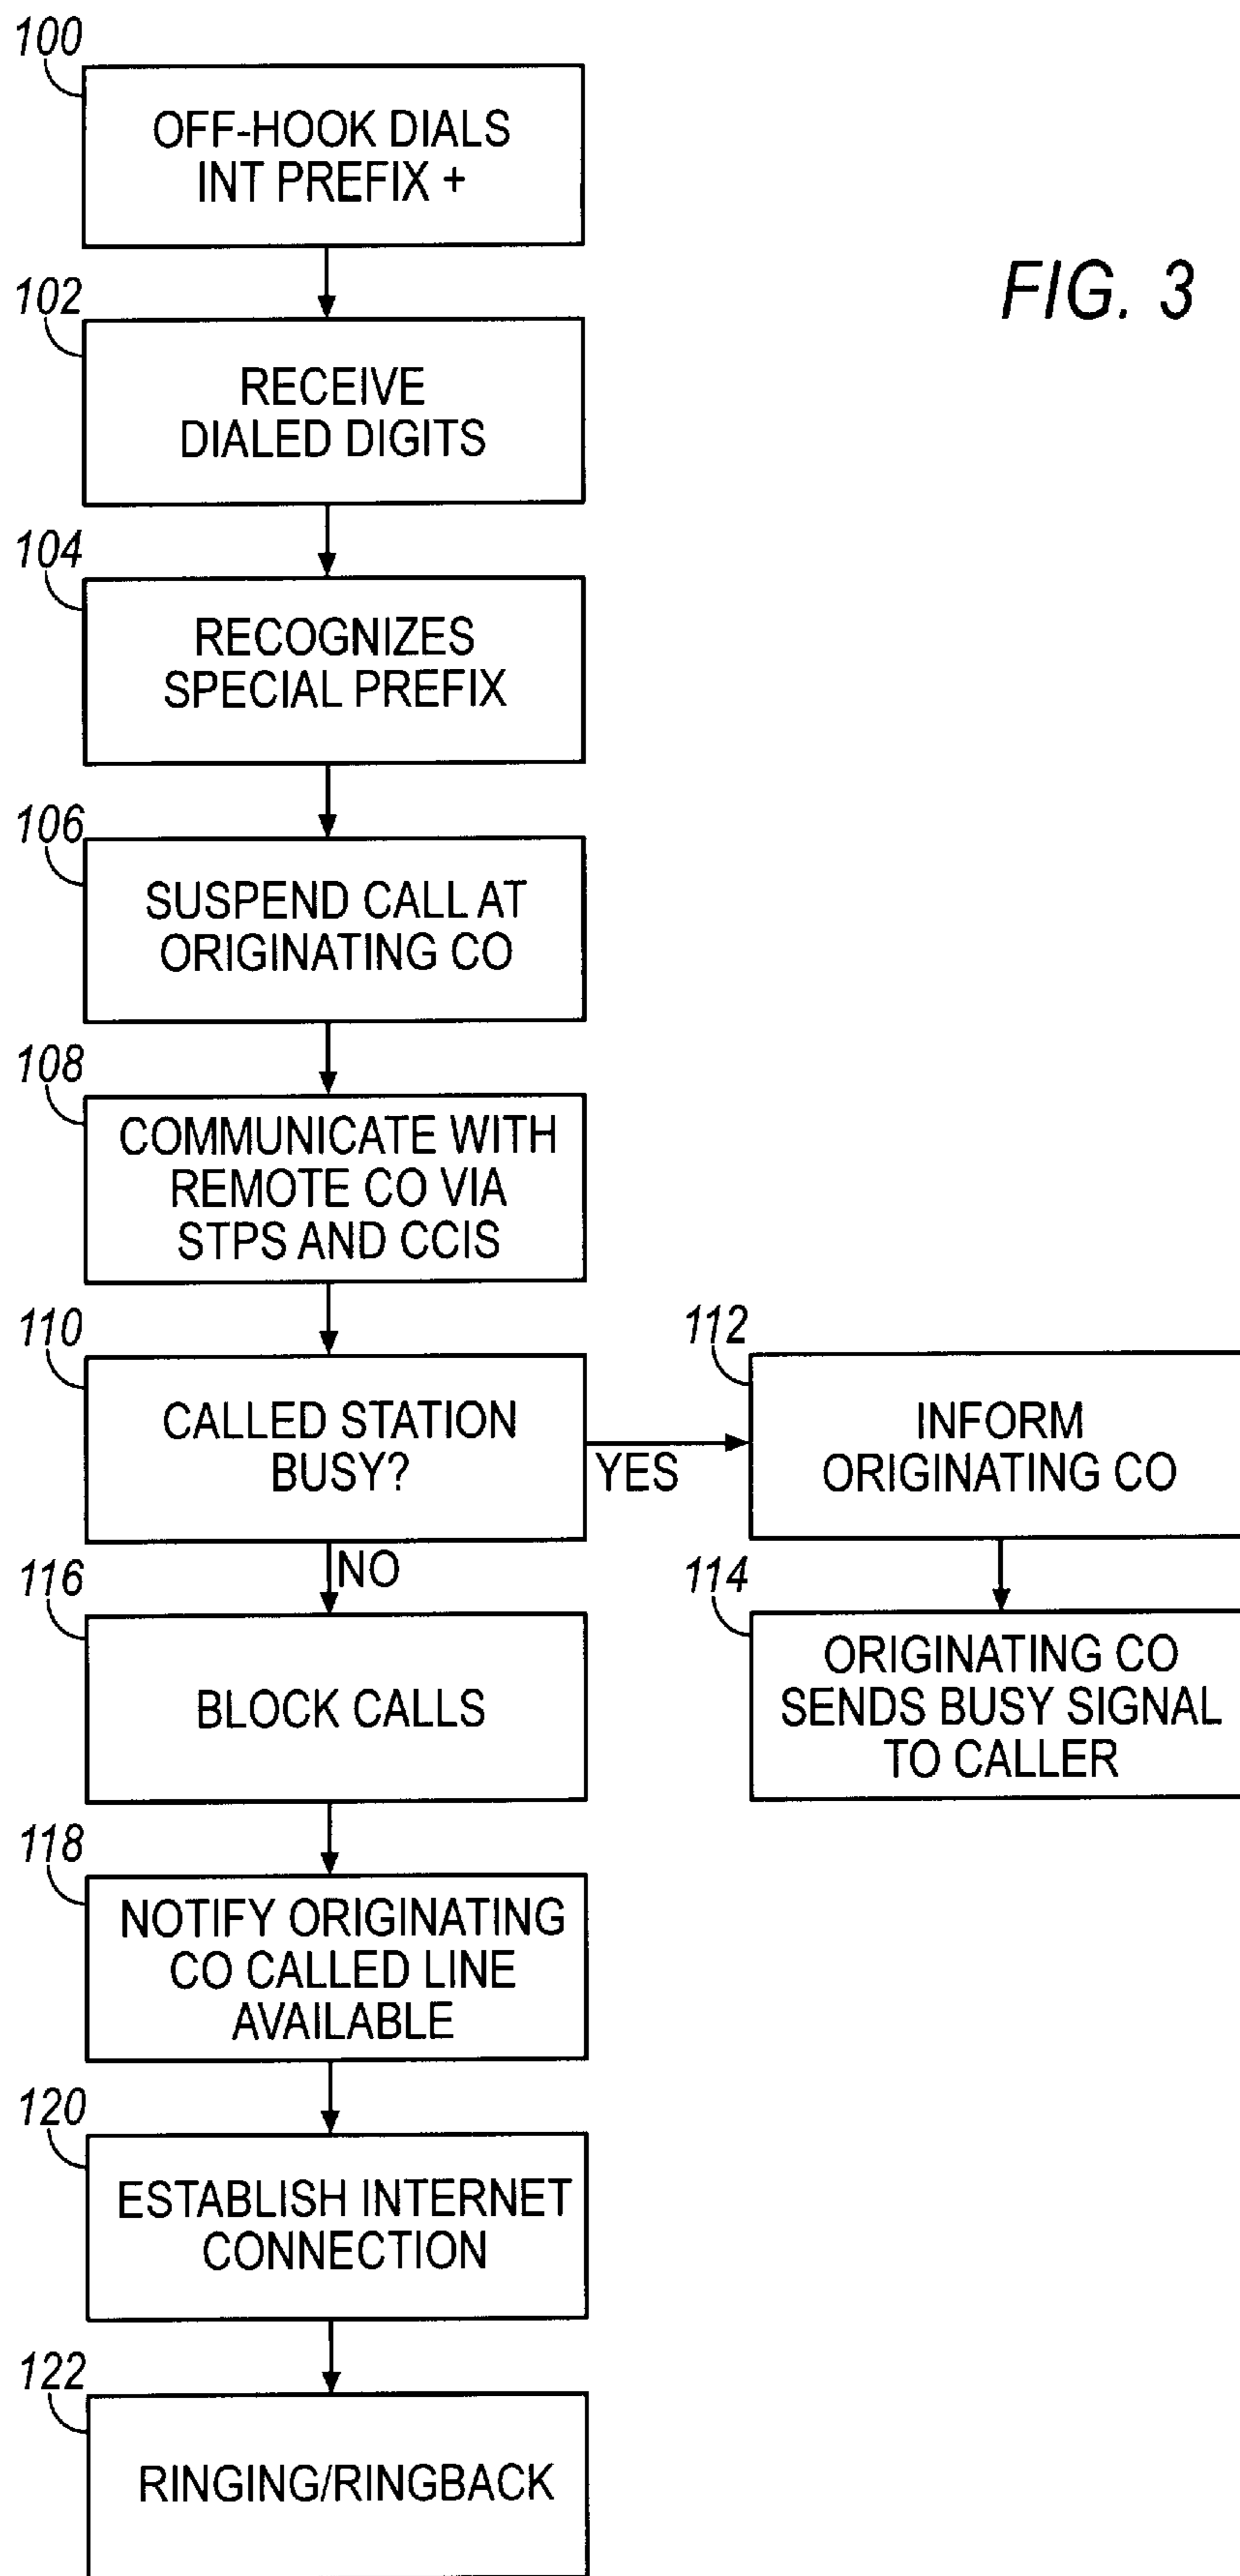 100
OFF-HOOK DIALS
INT PREFIX +
FIG. 3
102
RECEIVE
DIALED DIGITS
104
RECOGNIZES
SPECIAL PREFIX
106
SUSPEND CALL AT
ORIGINATING CO
108
COMMUNICATE WITH
REMOTE CO VIA
STPS AND CCIS
110
CALLED STATION
BUSY?
YES
112
INFORM
ORIGINATING CO
NO
114
ORIGINATING CO
SENDS BUSY SIGNAL
TO CALLER
116
BLOCK CALLS
118
NOTIFY ORIGINATING
CO CALLED LINE
AVAILABLE
120
ESTABLISH INTERNET
CONNECTION
122
RINGING/RINGBACK